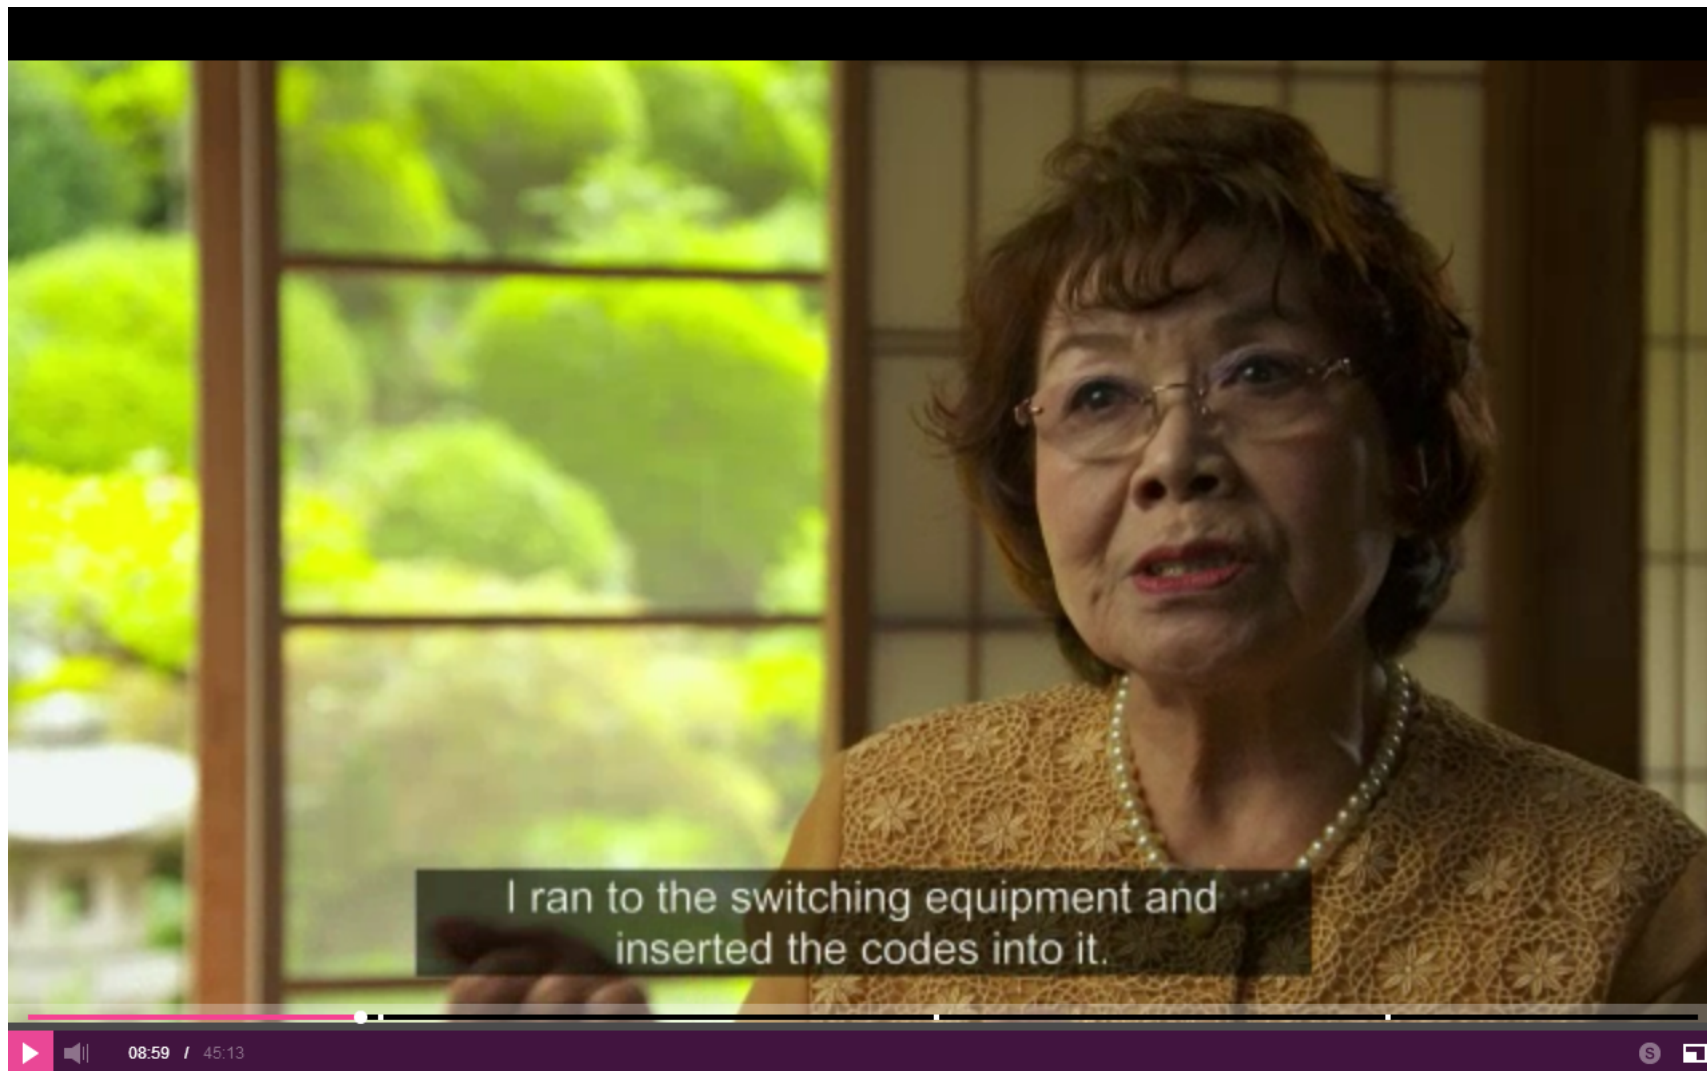 I ran to the switching equipment and
inserted the codes into it.
08:59 / 45:13
S